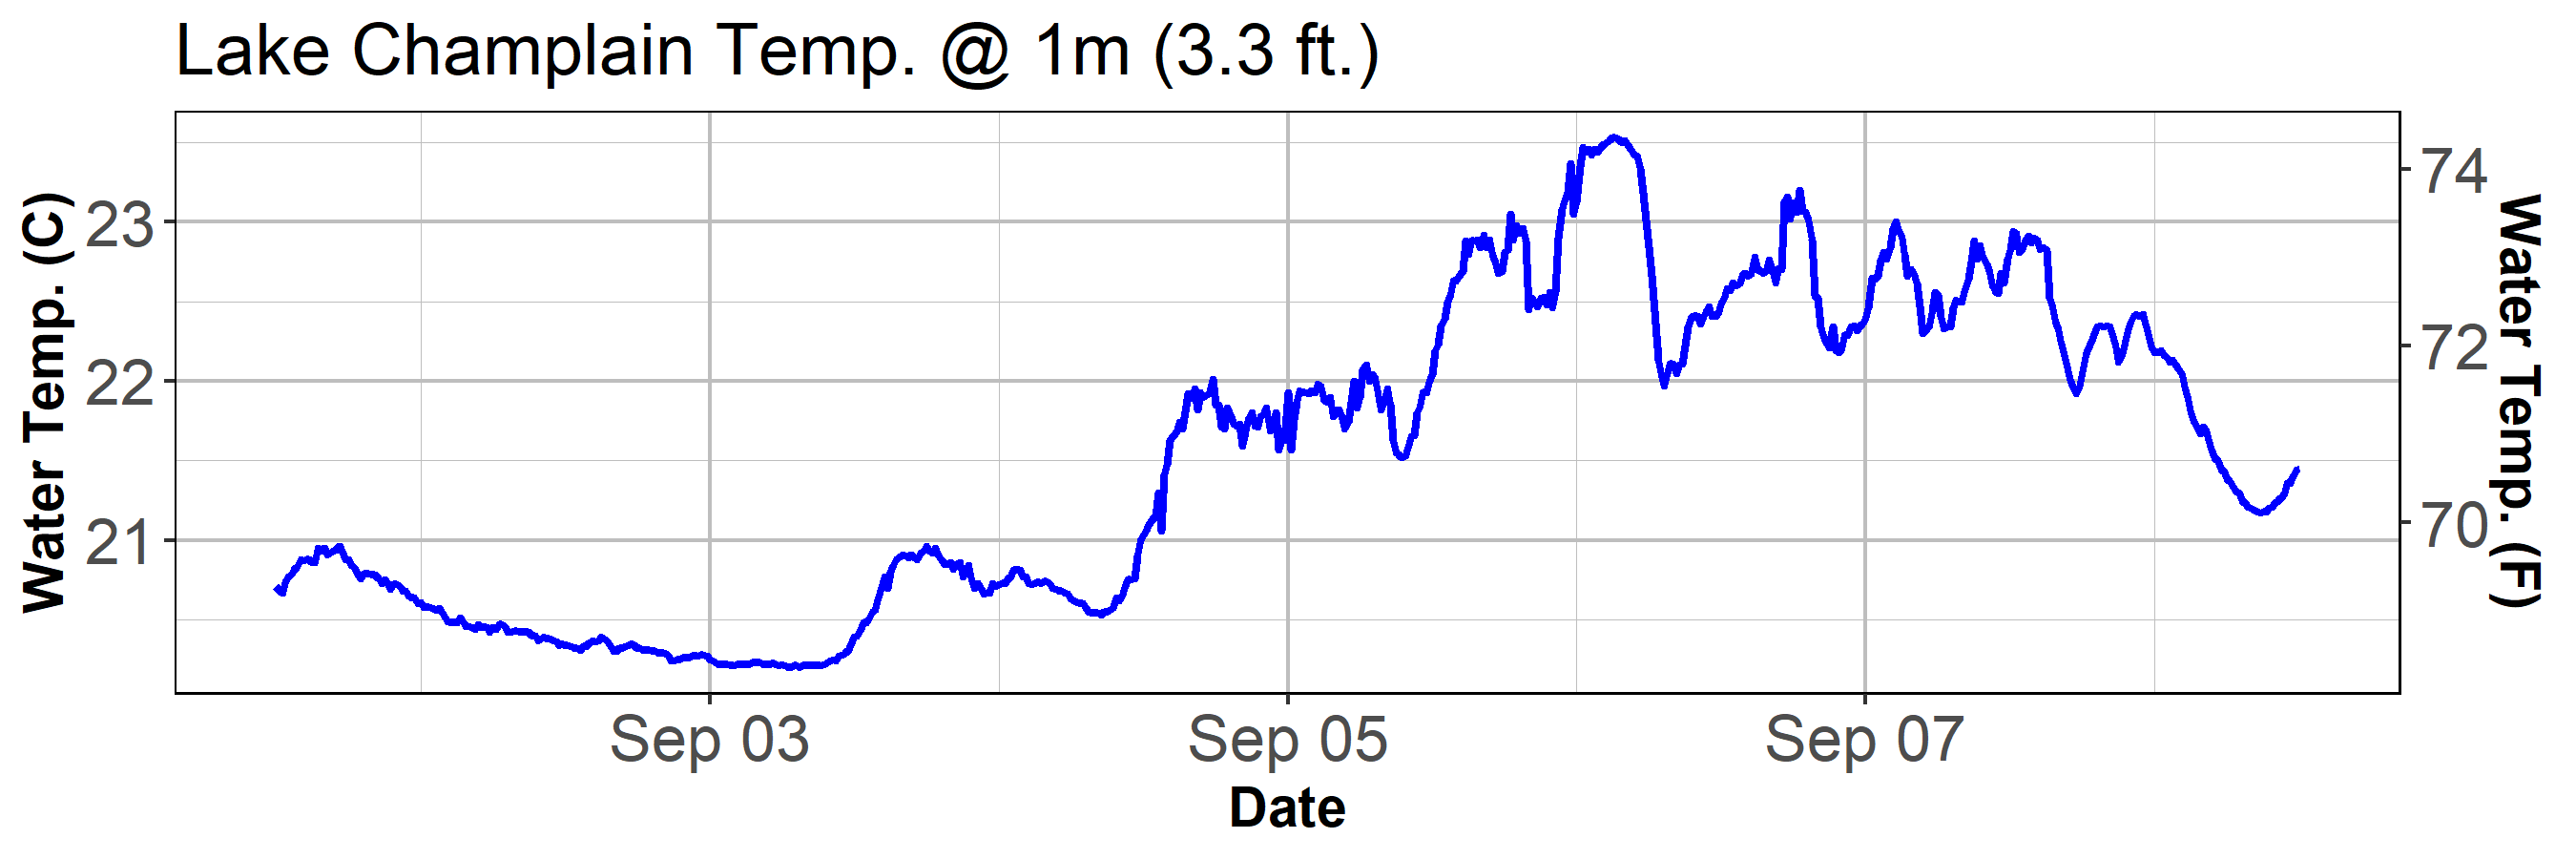 Lake Champlain Temp. @ 1m (3.3 ft.)
Water Temp. (C)
23
22
21
74
72
70
Water Temp. (F)
Sep 03
Sep 05
Sep 07
Date